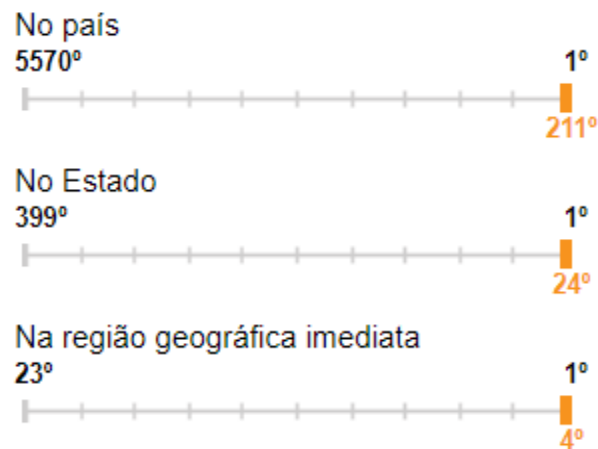 No país
5570º 1º
211º
No Estado
399º 1º
24º
Na região geográfica imediata
23º 1º
4º